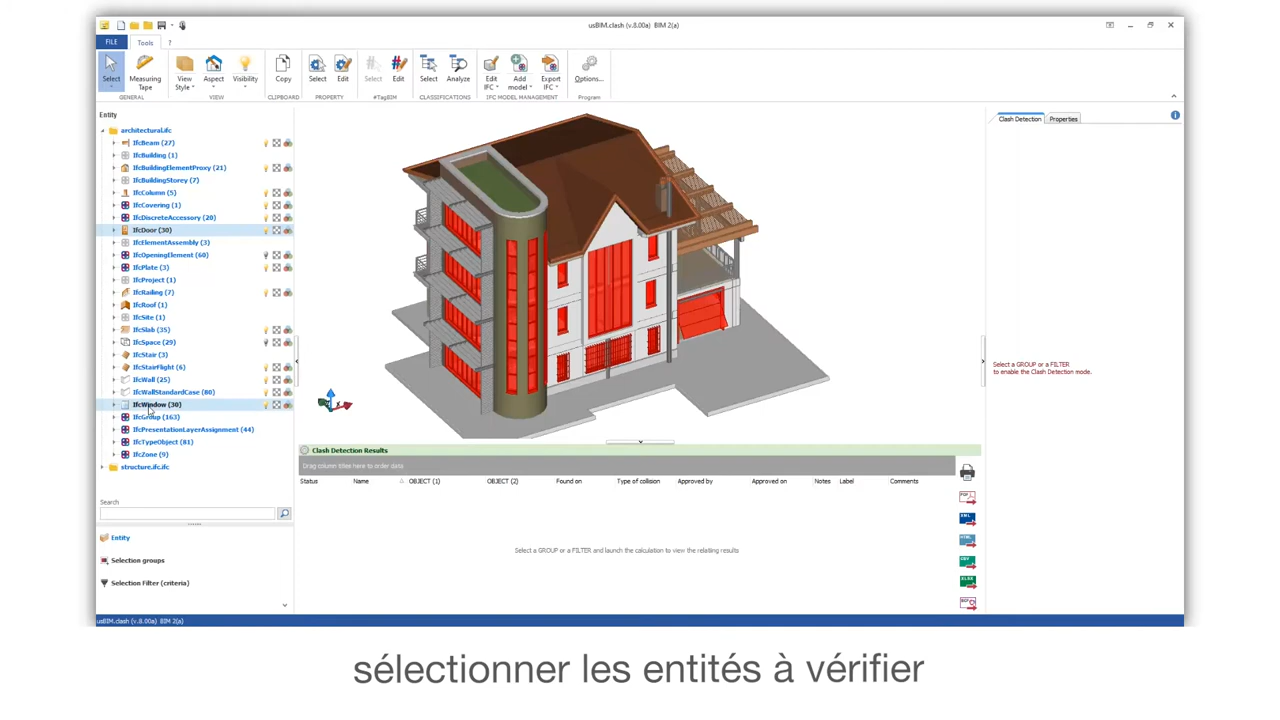 usBIM.clash (v.8.00a)  BIM 2(a)
FILE
Tools
?
Select
Measuring Tape
GENERAL
View Style
Aspect
Visibility
VIEW
Copy
CLIPBOARD
Select
Edit
PROPERTY
Select
Edit
#TagBIM
Select
Analyze
CLASSIFICATIONS
Edit IFC
Add model
Export IFC
IFC MODEL MANAGEMENT
Options...
Program
Entity
architectural.ifc
IfcBeam (27)
IfcBuilding (1)
IfcBuildingElementProxy (21)
IfcBuildingStorey (7)
IfcColumn (5)
IfcCovering (1)
IfcDiscreteAccessory (20)
IfcDoor (30)
IfcElementAssembly (3)
IfcOpeningElement (60)
IfcPlate (3)
IfcProject (1)
IfcRailing (7)
IfcRoof (1)
IfcSite (1)
IfcSlab (35)
IfcSpace (29)
IfcStair (3)
IfcStairFlight (6)
IfcWall (25)
IfcWallStandardCase (80)
IfcWindow (30)
IfcGroup (163)
IfcPresentationLayerAssignment (44)
IfcTypeObject (81)
IfcZone (9)
structure.ifc.ifc
Search
Entity
Selection groups
Selection Filter (criteria)
Clash Detection
Properties
Select a GROUP or a FILTER
to enable the Clash Detection mode.
Clash Detection Results
Drag column titles here to order data
Status Name OBJECT (1) OBJECT (2) Found on Type of collision Approved by Approved on Notes Label Comments
Select a GROUP or a FILTER and launch the calculation to view the relaiting results
PDF
XML
HTML
CSV
XLSX
BCF
usBIM.clash (v.8.00a)  BIM 2(a)
sélectionner les entités à vérifier